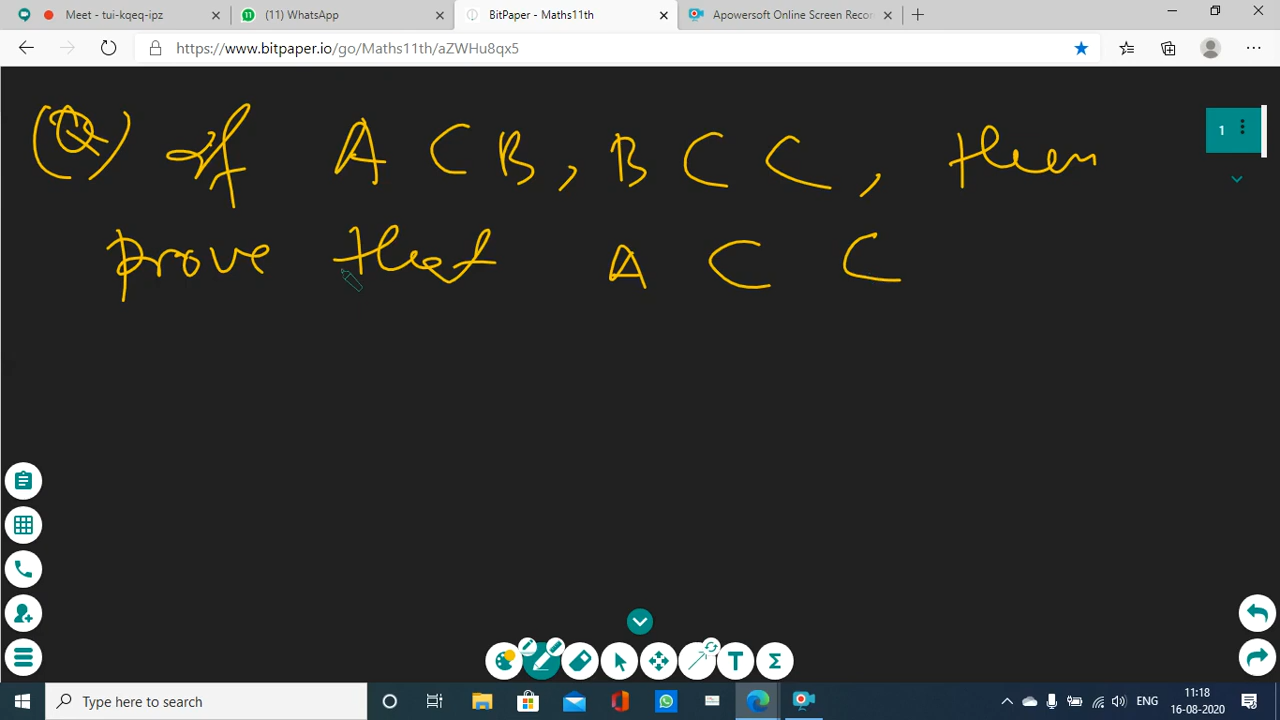 Meet - tui-kqeq-ipz
(11) WhatsApp
BitPaper - Maths11th
Apowersoft Online Screen Recor
https://www.bitpaper.io/go/Maths11th/aZWHu8qx5
(Q) If A ⊂ B, B ⊂ C, then
prove that A ⊂ C
1
T
Σ
Type here to search
ENG
11:18
16-08-2020